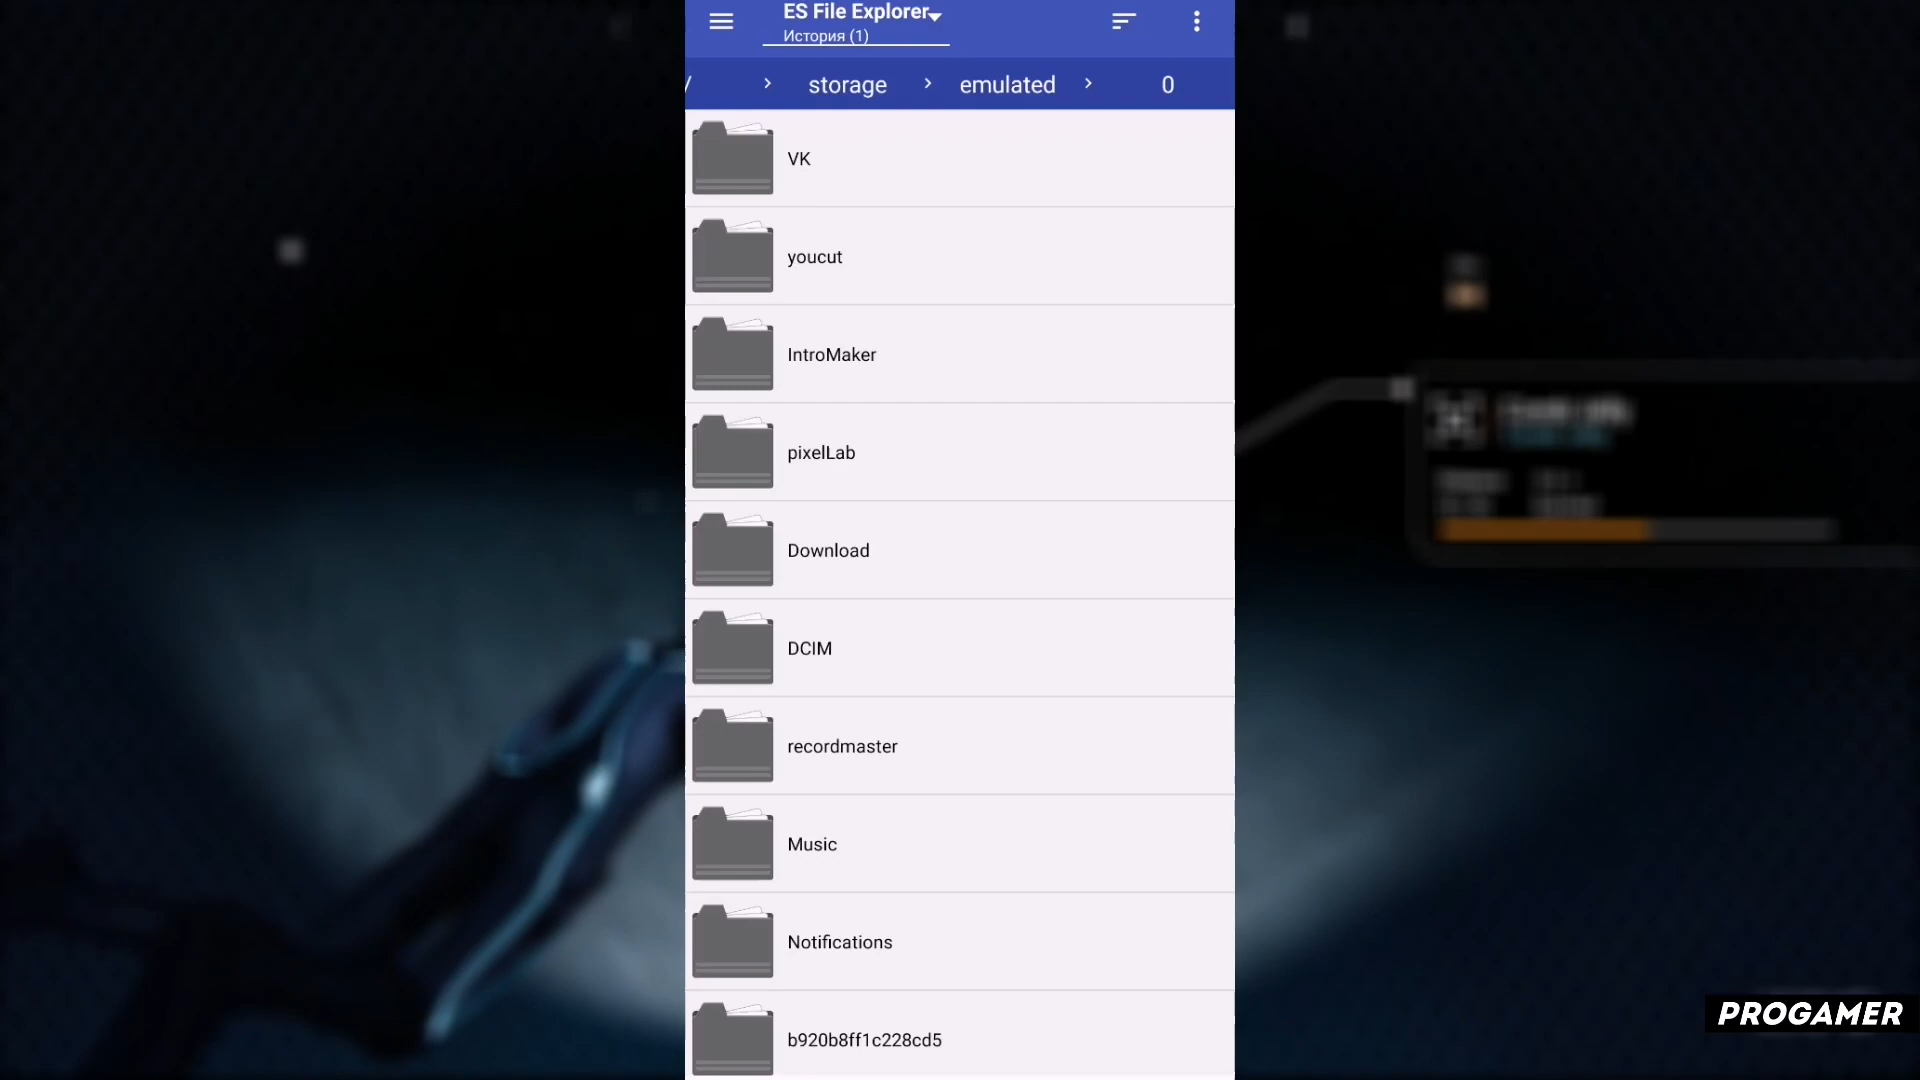 ES File Explorer
История (1)
/ > storage > emulated > 0
VK
youcut
IntroMaker
pixelLab
Download
DCIM
recordmaster
Music
Notifications
b920b8ff1c228cd5
PROGAMER